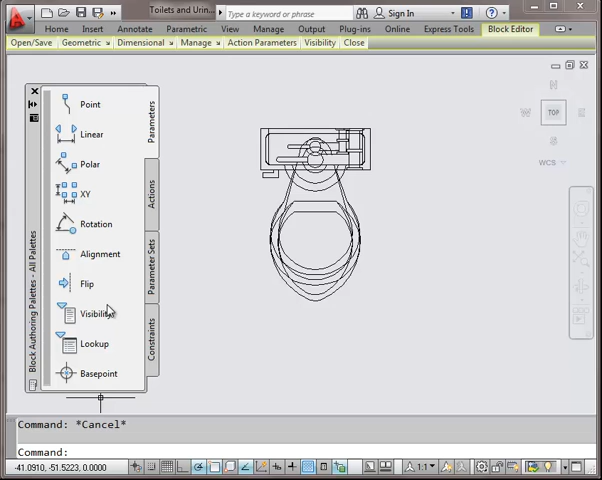 Toilets and Urin...
Type a keyword or phrase
Sign In
Home Insert Annotate Parametric View Manage Output Plug-ins Online Express Tools Block Editor
Open/Save Geometric Dimensional Manage Action Parameters Visibility Close
Point
Linear
Polar
XY
Rotation
Alignment
Flip
Visibility
Lookup
Basepoint
Parameters
Actions
Parameter Sets
Constraints
Block Authoring Palettes - All Palettes
N
W TOP E
S
WCS
Command: *Cancel*
Command:
-41.0910, -51.5223, 0.0000
1:1